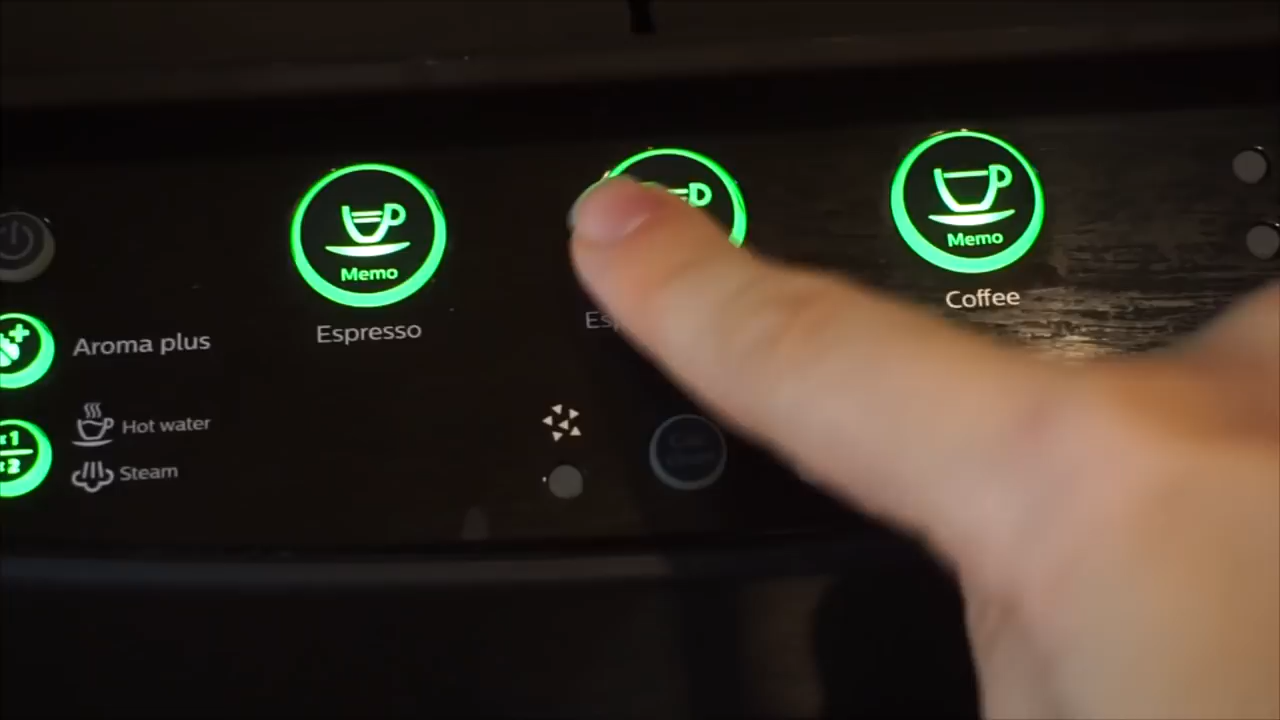 Memo
Espresso
Memo
Coffee
Aroma plus
Hot water
Steam